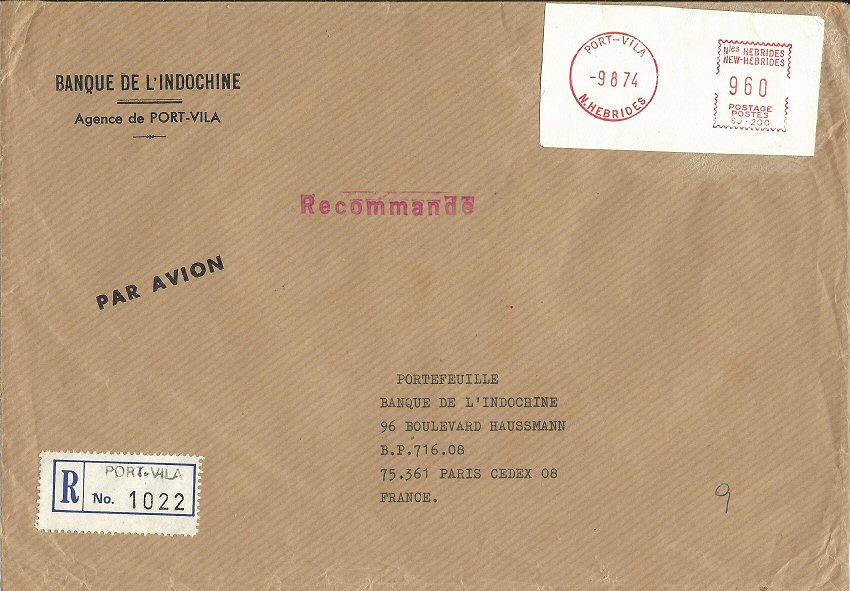 BANQUE DE L'INDOCHINE
Agence de PORT-VILA
PORT-VILA
-9 8 74
N.HEBRIDES
Nles HEBRIDES
NEW-HEBRIDES
960
POSTAGE
POSTES
SJ-200
Recommandé
PAR AVION
PORTEFEUILLE
BANQUE DE L'INDOCHINE
96 BOULEVARD HAUSSMANN
B.P.716.08
75.361 PARIS CEDEX 08
FRANCE.
PORT-VILA
R No. 1022
9